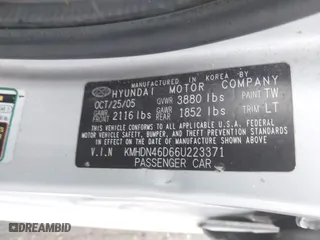 MANUFACTURED IN KOREA BY
HYUNDAI MOTOR COMPANY
OCT/25/05 GVWR 3880 lbs PAINT TW
GAWR FRONT 2116 lbs GAWR REAR 1852 lbs TRIM LT
THIS VEHICLE CONFORMS TO ALL APPLICABLE U.S.A FEDERAL
MOTOR VEHICLE SAFETY, BUMPER, AND THEFT PREVENTION
STANDARDS IN EFFECT ON THE DATE OF MANUFACTURE
SHOWN ABOVE.
V.I.N KMHDN46D66U223371
PASSENGER CAR
DEALERSHIP.COM